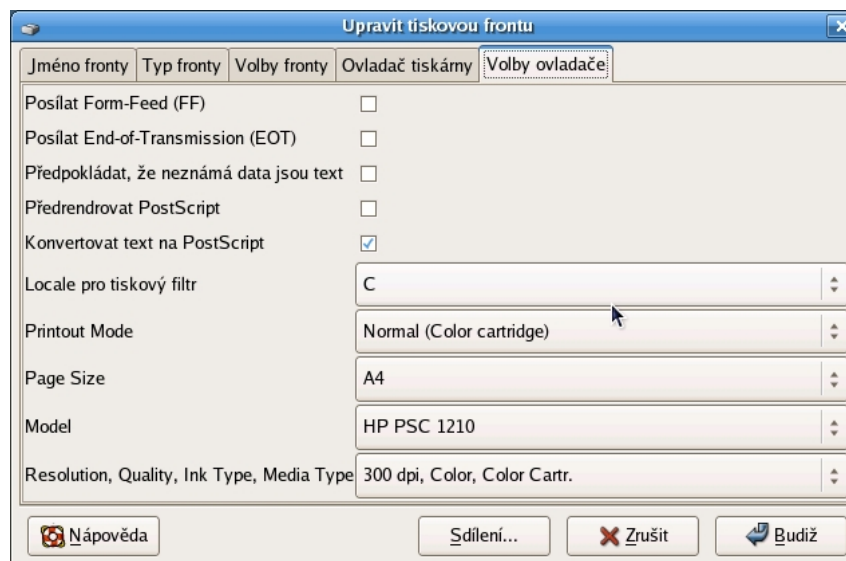 Upravit tiskovou frontu
Jméno fronty Typ fronty Volby fronty Ovladač tiskárny Volby ovladače
Posílat Form-Feed (FF)
Posílat End-of-Transmission (EOT)
Předpokládat, že neznámá data jsou text
Předrendrovat PostScript
Konvertovat text na PostScript
Locale pro tiskový filtr C
Printout Mode Normal (Color cartridge)
Page Size A4
Model HP PSC 1210
Resolution, Quality, Ink Type, Media Type 300 dpi, Color, Color Cartr.
Nápověda Sdílení... Zrušit Budiž